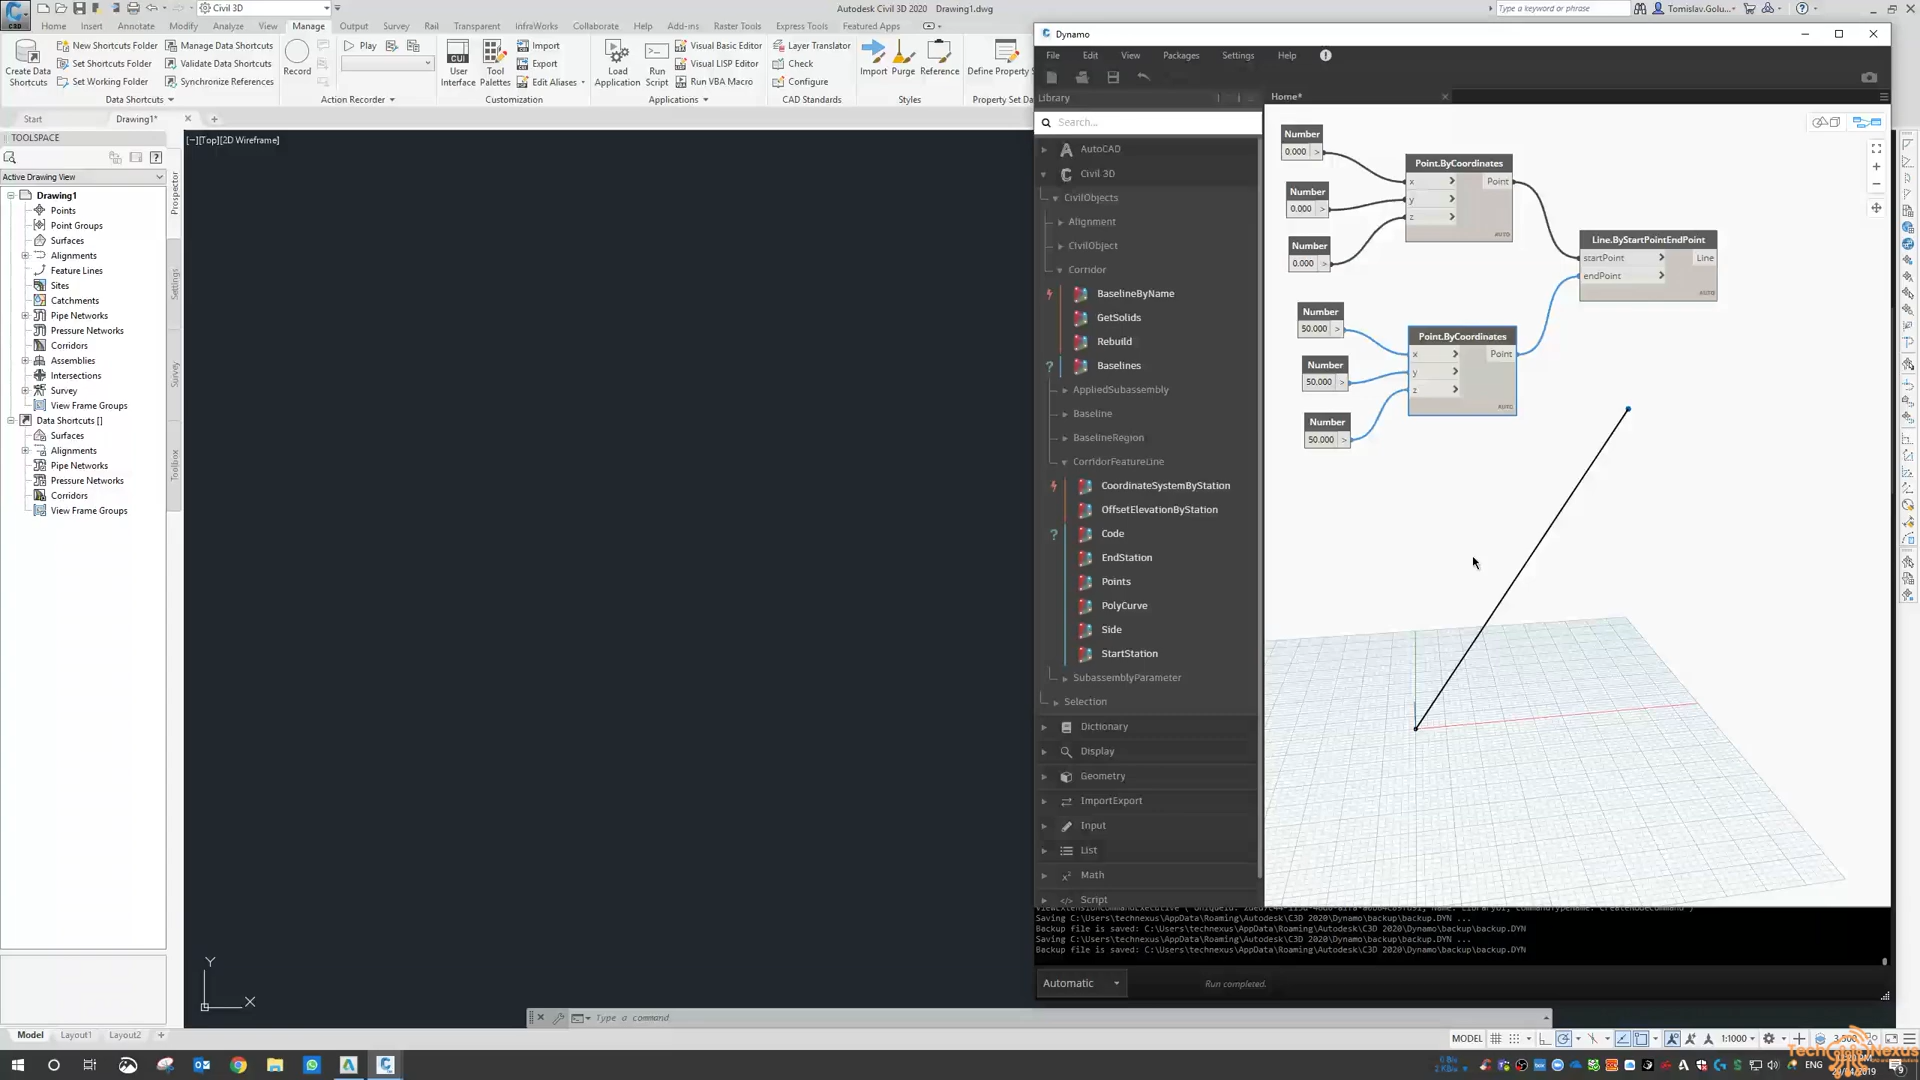 Civil 3D
Autodesk Civil 3D 2020 Drawing1.dwg
Type a keyword or phrase
Tomislav.Golu...
Home Insert Annotate Modify Analyze View Manage Output Survey Rail Transparent InfraWorks Collaborate Help Add-ins Raster Tools Express Tools Featured Apps
Create Data Shortcuts
New Shortcuts Folder
Set Shortcuts Folder
Set Working Folder
Manage Data Shortcuts
Validate Data Shortcuts
Synchronize References
Data Shortcuts
Record
Play
Action Recorder
User Interface
Tool Palettes
Import
Export
Edit Aliases
Customization
Load Application
Run Script
Visual Basic Editor
Visual LISP Editor
Run VBA Macro
Applications
Layer Translator
Check
Configure
CAD Standards
Import
Purge
Reference
Styles
Define Property
Property Set Da
Start
Drawing1*
TOOLSPACE
Active Drawing View
Drawing1
Points
Point Groups
Surfaces
Alignments
Feature Lines
Sites
Catchments
Pipe Networks
Pressure Networks
Corridors
Assemblies
Intersections
Survey
View Frame Groups
Data Shortcuts []
Surfaces
Alignments
Pipe Networks
Pressure Networks
Corridors
View Frame Groups
Prospector
Settings
Survey
Toolbox
[−][Top][2D Wireframe]
Y
X
Type a command
Model Layout1 Layout2
Dynamo
File Edit View Packages Settings Help
Library
Search...
AutoCAD
Civil 3D
CivilObjects
Alignment
CivilObject
Corridor
BaselineByName
GetSolids
Rebuild
Baselines
AppliedSubassembly
Baseline
BaselineRegion
CorridorFeatureLine
CoordinateSystemByStation
OffsetElevationByStation
Code
EndStation
Points
PolyCurve
Side
StartStation
SubassemblyParameter
Selection
Dictionary
Display
Geometry
ImportExport
Input
List
Math
Script
Home*
Number
0.000 >
Number
0.000 >
Number
0.000 >
Point.ByCoordinates
x > Point
y >
z >
AUTO
Number
50.000 >
Number
50.000 >
Number
50.000 >
Point.ByCoordinates
x > Point
y >
z >
AUTO
Line.ByStartPointEndPoint
startPoint > Line
endPoint >
AUTO
Saving C:\Users\technexus\AppData\Roaming\Autodesk\C3D 2020\Dynamo\backup\backup.DYN ...
Backup file is saved: C:\Users\technexus\AppData\Roaming\Autodesk\C3D 2020\Dynamo\backup\backup.DYN
Saving C:\Users\technexus\AppData\Roaming\Autodesk\C3D 2020\Dynamo\backup\backup.DYN ...
Backup file is saved: C:\Users\technexus\AppData\Roaming\Autodesk\C3D 2020\Dynamo\backup\backup.DYN
Automatic
Run completed.
MODEL
1:1000
ENG